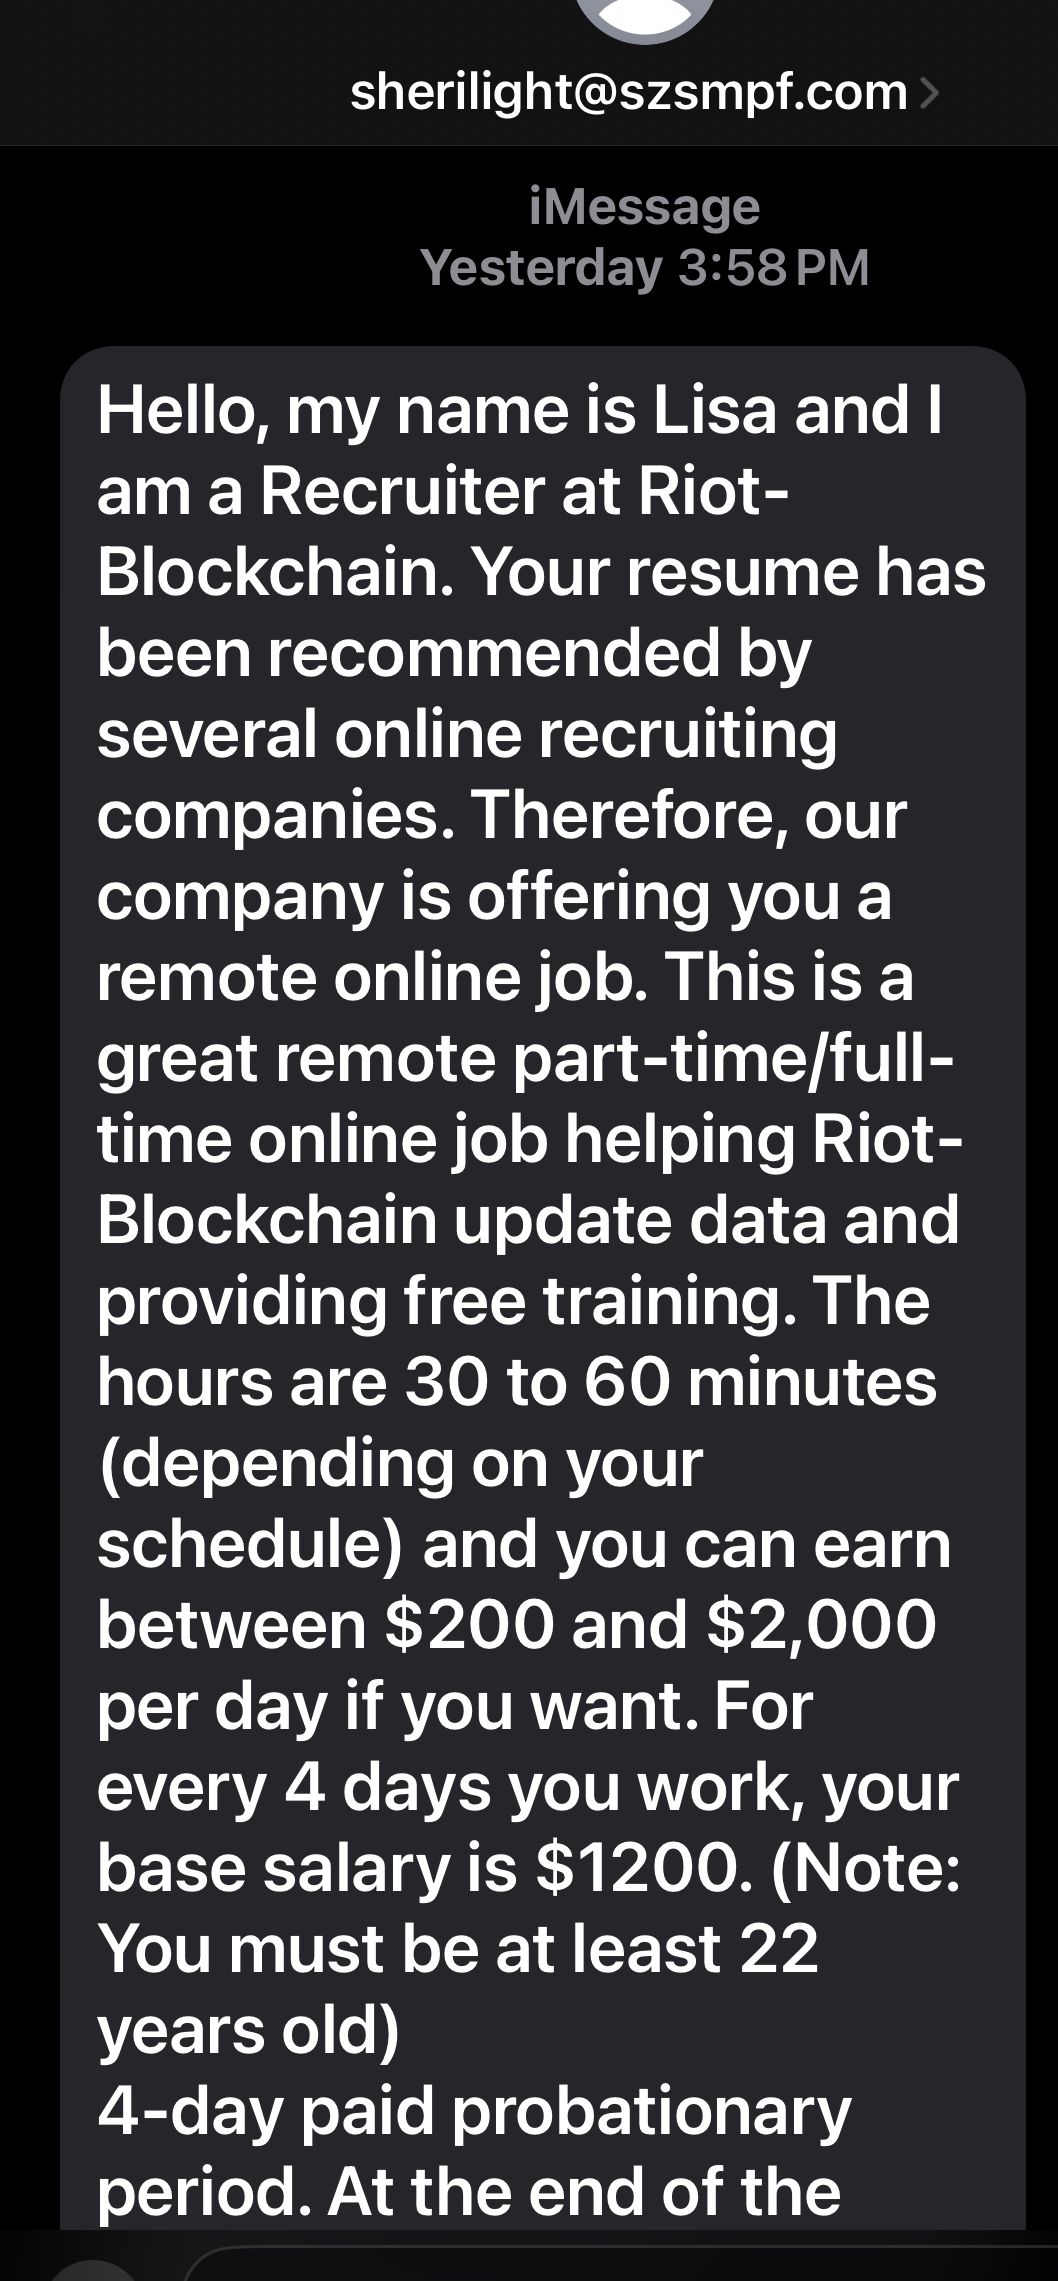 sherilight@szsmpf.com
iMessage
Yesterday 3:58 PM
Hello, my name is Lisa and I
am a Recruiter at Riot-
Blockchain. Your resume has
been recommended by
several online recruiting
companies. Therefore, our
company is offering you a
remote online job. This is a
great remote part-time/full-
time online job helping Riot-
Blockchain update data and
providing free training. The
hours are 30 to 60 minutes
(depending on your
schedule) and you can earn
between $200 and $2,000
per day if you want. For
every 4 days you work, your
base salary is $1200. (Note:
You must be at least 22
years old)
4-day paid probationary
period. At the end of the